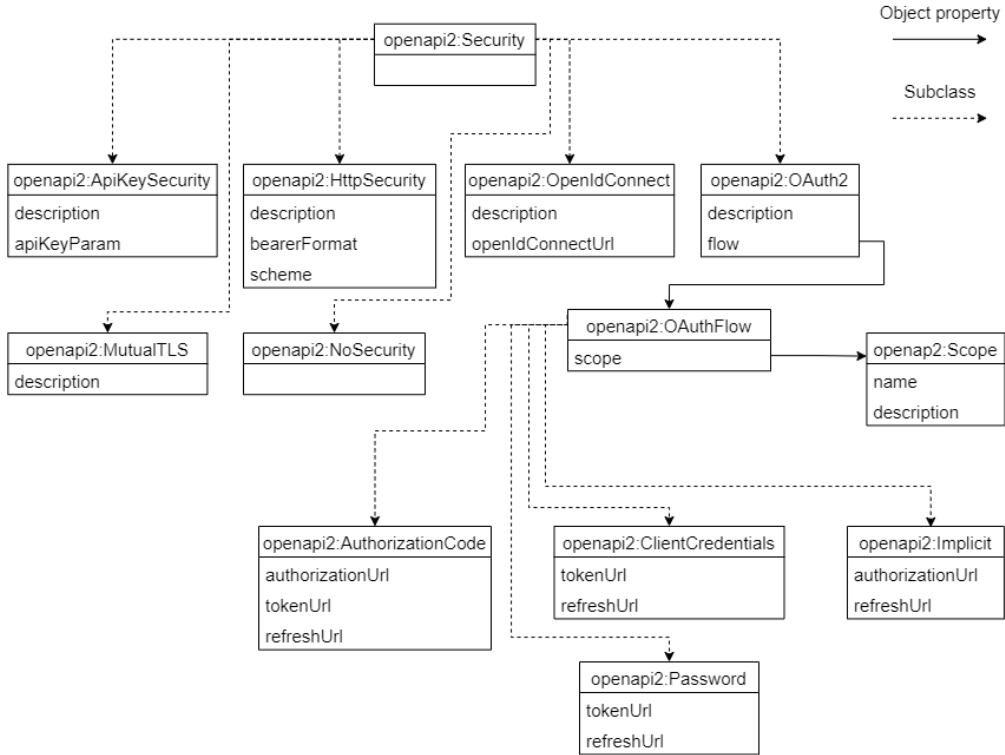 Object property
openapi2:Security
Subclass
openapi2:ApiKeySecurity
description
apiKeyParam
openapi2:HttpSecurity
description
bearerFormat
scheme
openapi2:OpenIdConnect
description
openIdConnectUrl
openapi2:OAuth2
description
flow
openapi2:MutualTLS
description
openapi2:NoSecurity
openapi2:OAuthFlow
scope
openap2:Scope
name
description
openapi2:AuthorizationCode
authorizationUrl
tokenUrl
refreshUrl
openapi2:ClientCredentials
tokenUrl
refreshUrl
openapi2:Implicit
authorizationUrl
refreshUrl
openapi2:Password
tokenUrl
refreshUrl